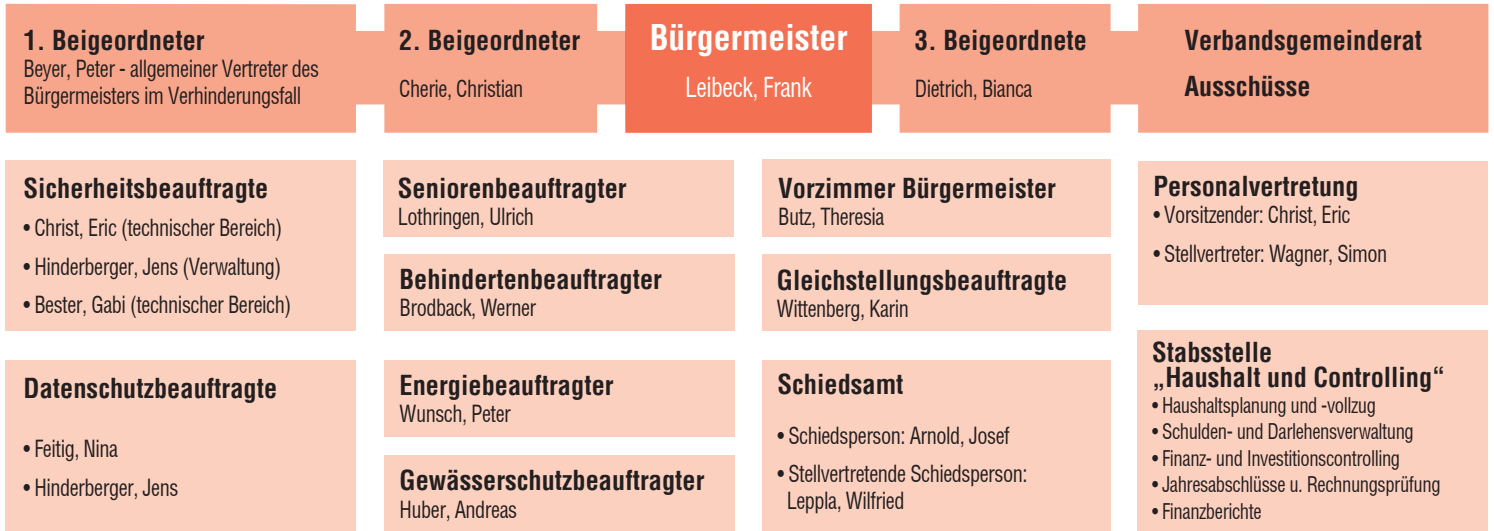 1. Beigeordneter
Beyer, Peter - allgemeiner Vertreter des
Bürgermeisters im Verhinderungsfall
2. Beigeordneter
Cherie, Christian
Bürgermeister
Leibeck, Frank
3. Beigeordnete
Dietrich, Bianca
Verbandsgemeinderat
Ausschüsse
Sicherheitsbeauftragte
• Christ, Eric (technischer Bereich)
• Hinderberger, Jens (Verwaltung)
• Bester, Gabi (technischer Bereich)
Datenschutzbeauftragte
• Feitig, Nina
• Hinderberger, Jens
Seniorenbeauftragter
Lothringen, Ulrich
Behindertenbeauftragter
Brodback, Werner
Energiebeauftragter
Wunsch, Peter
Gewässerschutzbeauftragter
Huber, Andreas
Vorzimmer Bürgermeister
Butz, Theresia
Gleichstellungsbeauftragte
Wittenberg, Karin
Schiedsamt
• Schiedsperson: Arnold, Josef
• Stellvertretende Schiedsperson:
Leppla, Wilfried
Personalvertretung
• Vorsitzender: Christ, Eric
• Stellvertreter: Wagner, Simon
Stabsstelle
„Haushalt und Controlling“
• Haushaltsplanung und -vollzug
• Schulden- und Darlehensverwaltung
• Finanz- und Investitionscontrolling
• Jahresabschlüsse u. Rechnungsprüfung
• Finanzberichte